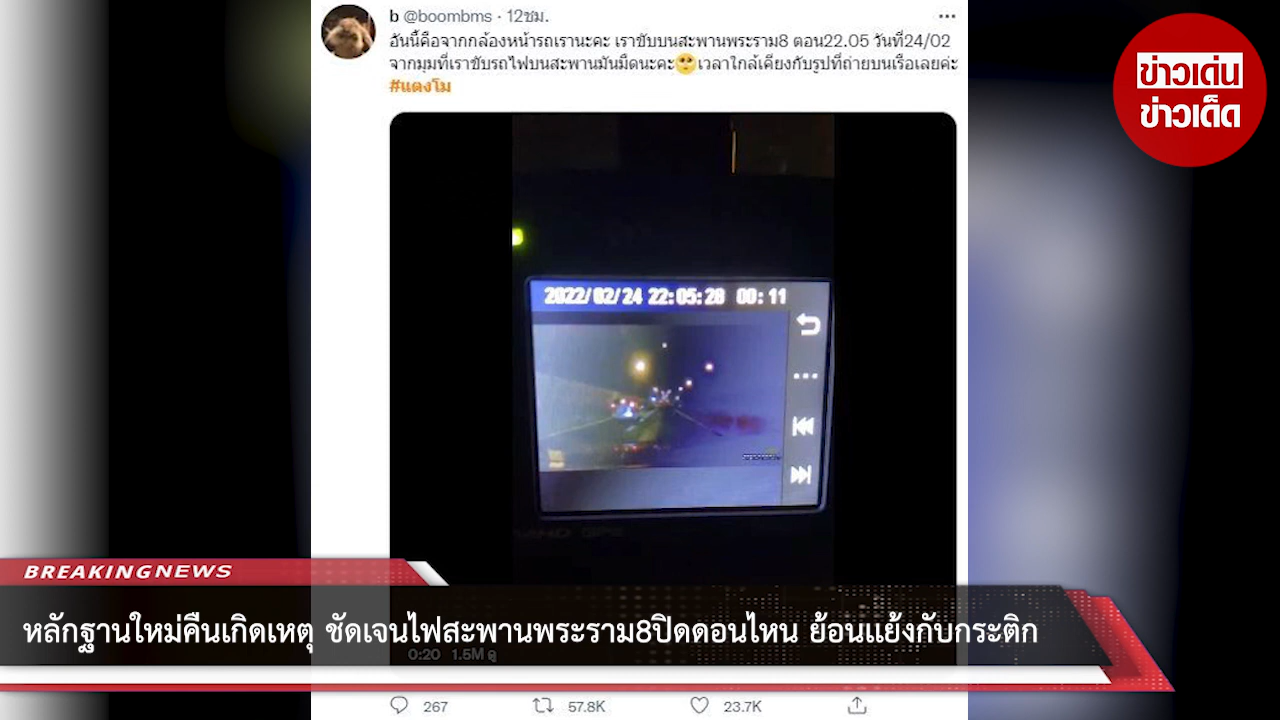 b @boombms · 12ชม.
อันนี้คือจากกล้องหน้ารถเรานะคะ เราขับบนสะพานพระราม8 ตอน22.05 วันที่24/02
จากมุมที่เราขับรถไฟบนสะพานมันมืดนะคะ🥺เวลาใกล้เคียงกับรูปที่ถ่ายบนเรือเลยค่ะ
#แตงโม
ข่าวเด่น
ข่าวเด็ด
2022/02/24 22:05:28 00:11
BREAKINGNEWS
หลักฐานใหม่คืนเกิดเหตุ ชัดเจนไฟสะพานพระราม8ปิดตอนไหน ย้อนแย้งกับกระติก
0:20 1.5M ดู
267 57.8K 23.7K